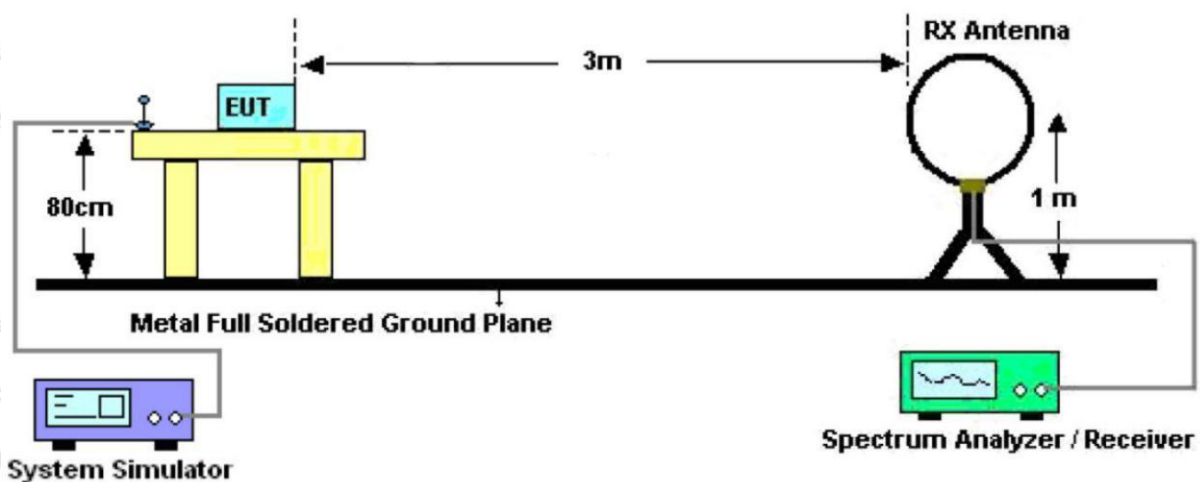 RX Antenna
3m
EUT
80cm
1 m
Metal Full Soldered Ground Plane
Spectrum Analyzer / Receiver
System Simulator